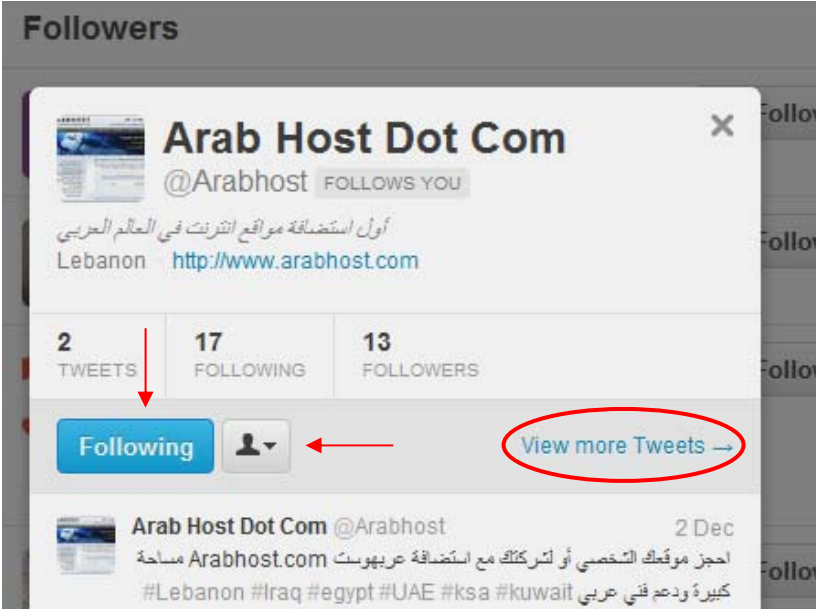 Followers
Arab Host Dot Com
@Arabhost FOLLOWS YOU
أول استضافة مواقع انترنت في العالم العربي
Lebanon · http://www.arabhost.com
2 TWEETS
17 FOLLOWING
13 FOLLOWERS
Following
View more Tweets →
Arab Host Dot Com @Arabhost 2 Dec
احجز موقعك الشخصي أو لشركتك مع استضافة عربهوست Arabhost.com مساحة
كبيرة ودعم فني عربي #Lebanon #Iraq #egypt #UAE #ksa #kuwait